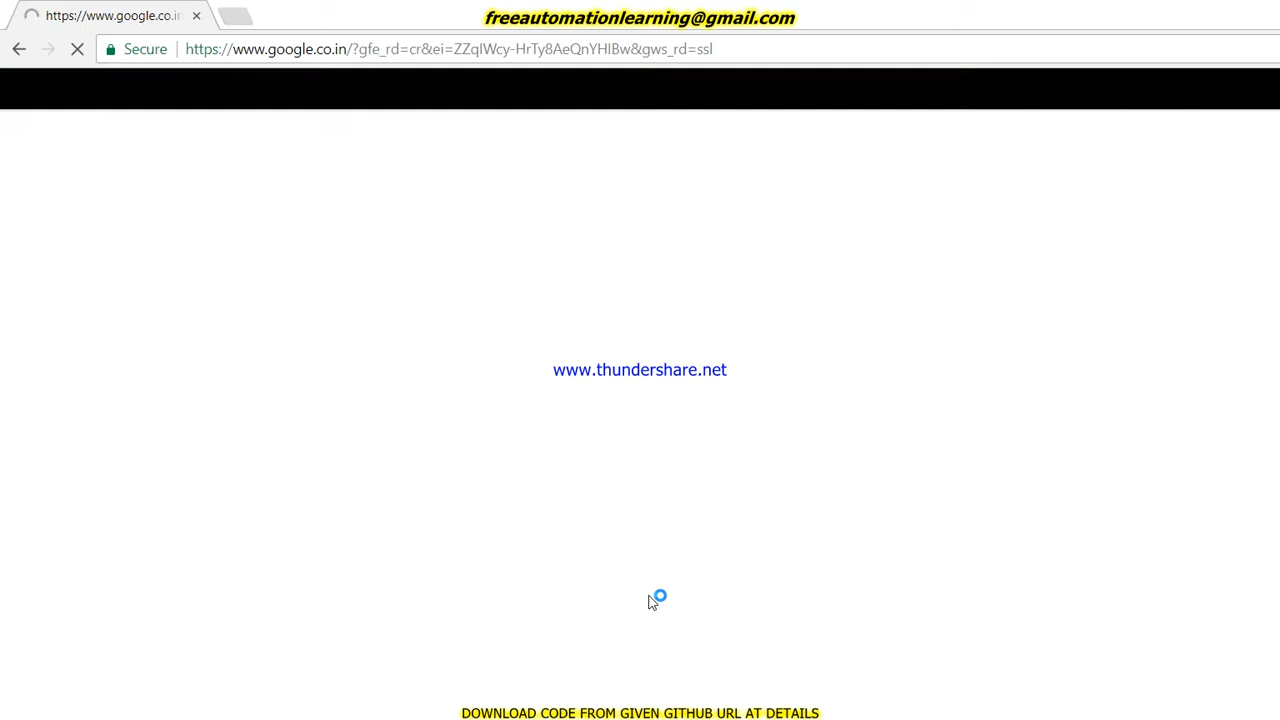 https://www.google.co.in
freeautomationlearning@gmail.com
Secure
https://www.google.co.in/?gfe_rd=cr&ei=ZZqIWcy-HrTy8AeQnYHIBw&gws_rd=ssl
www.thundershare.net
DOWNLOAD CODE FROM GIVEN GITHUB URL AT DETAILS